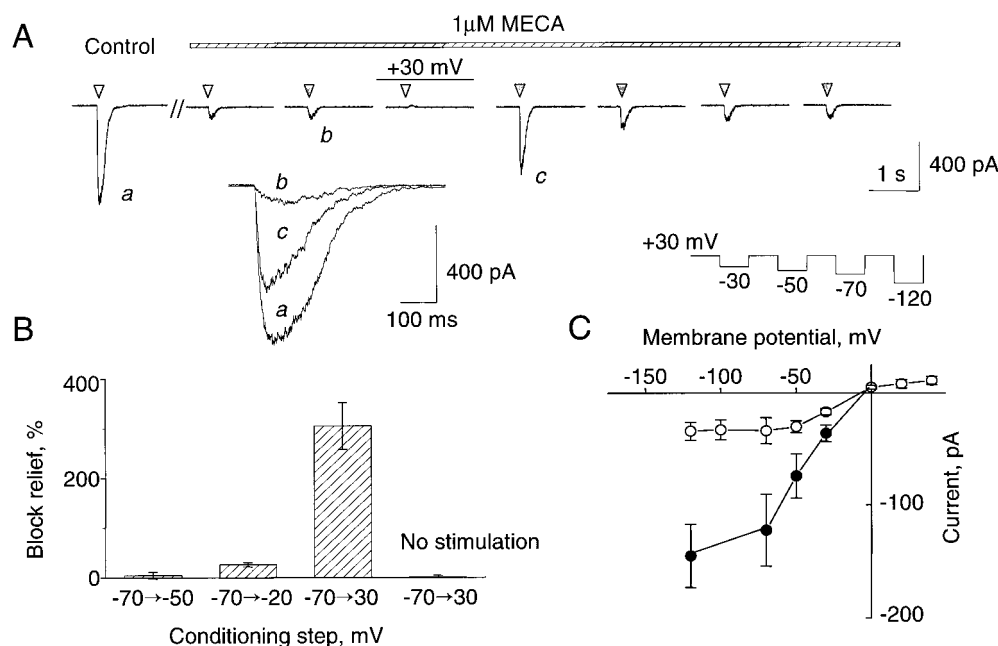 A
1μM MECA
Control
+30 mV
b
a
c
1 s
400 pA
b
c
a
400 pA
100 ms
+30 mV
-30
-50
-70
-120
B
400
200
0
Block relief, %
No stimulation
-70→-50
-70→-20
-70→30
-70→30
Conditioning step, mV
C
Membrane potential, mV
-150
-100
-50
-100
-200
Current, pA